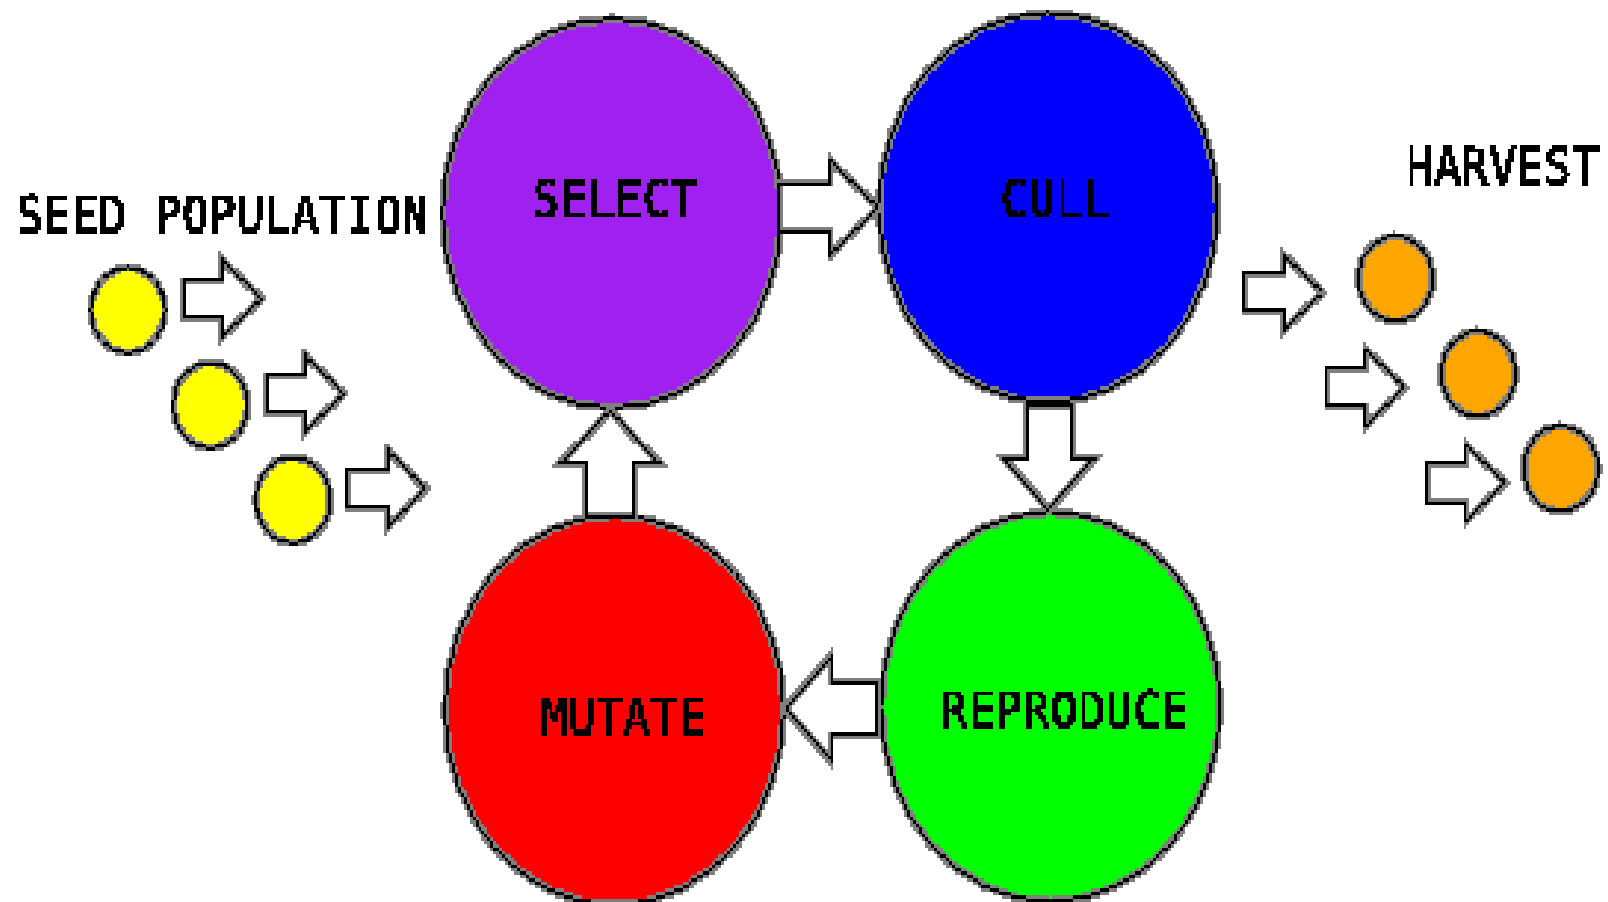 SEED POPULATION
SELECT
CULL
HARVEST
MUTATE
REPRODUCE